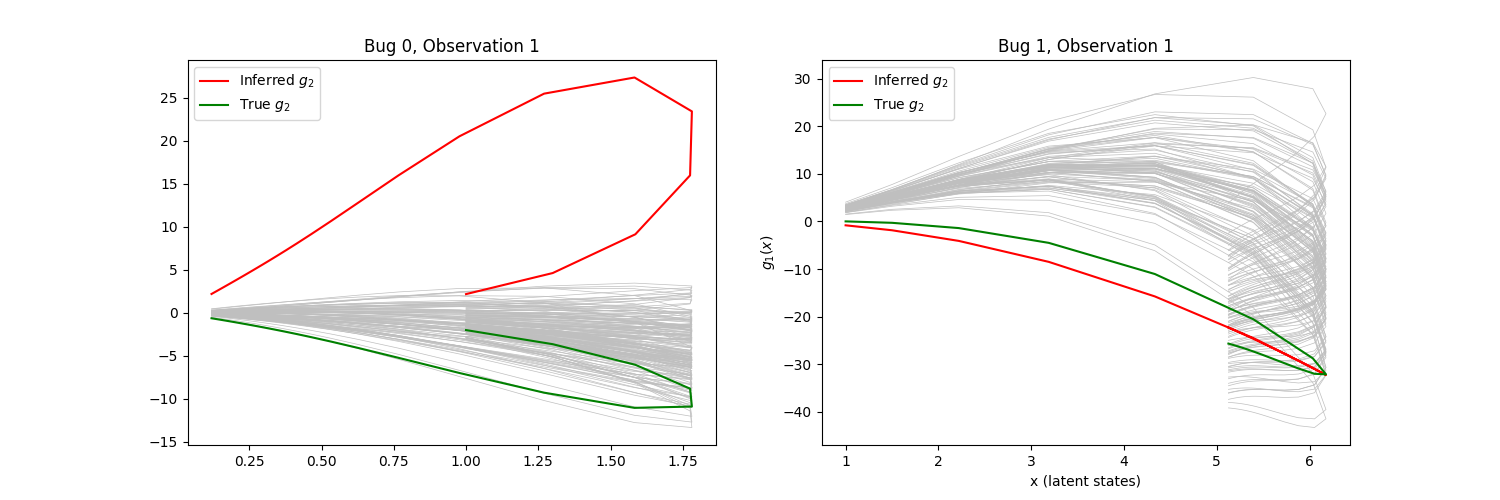 Bug 0, Observation 1
Inferred g₂
True g₂
25
20
15
10
5
0
−5
−10
−15
0.25 0.50 0.75 1.00 1.25 1.50 1.75
Bug 1, Observation 1
Inferred g₂
True g₂
g₁(x)
30
20
10
0
−10
−20
−30
−40
1 2 3 4 5 6
x (latent states)